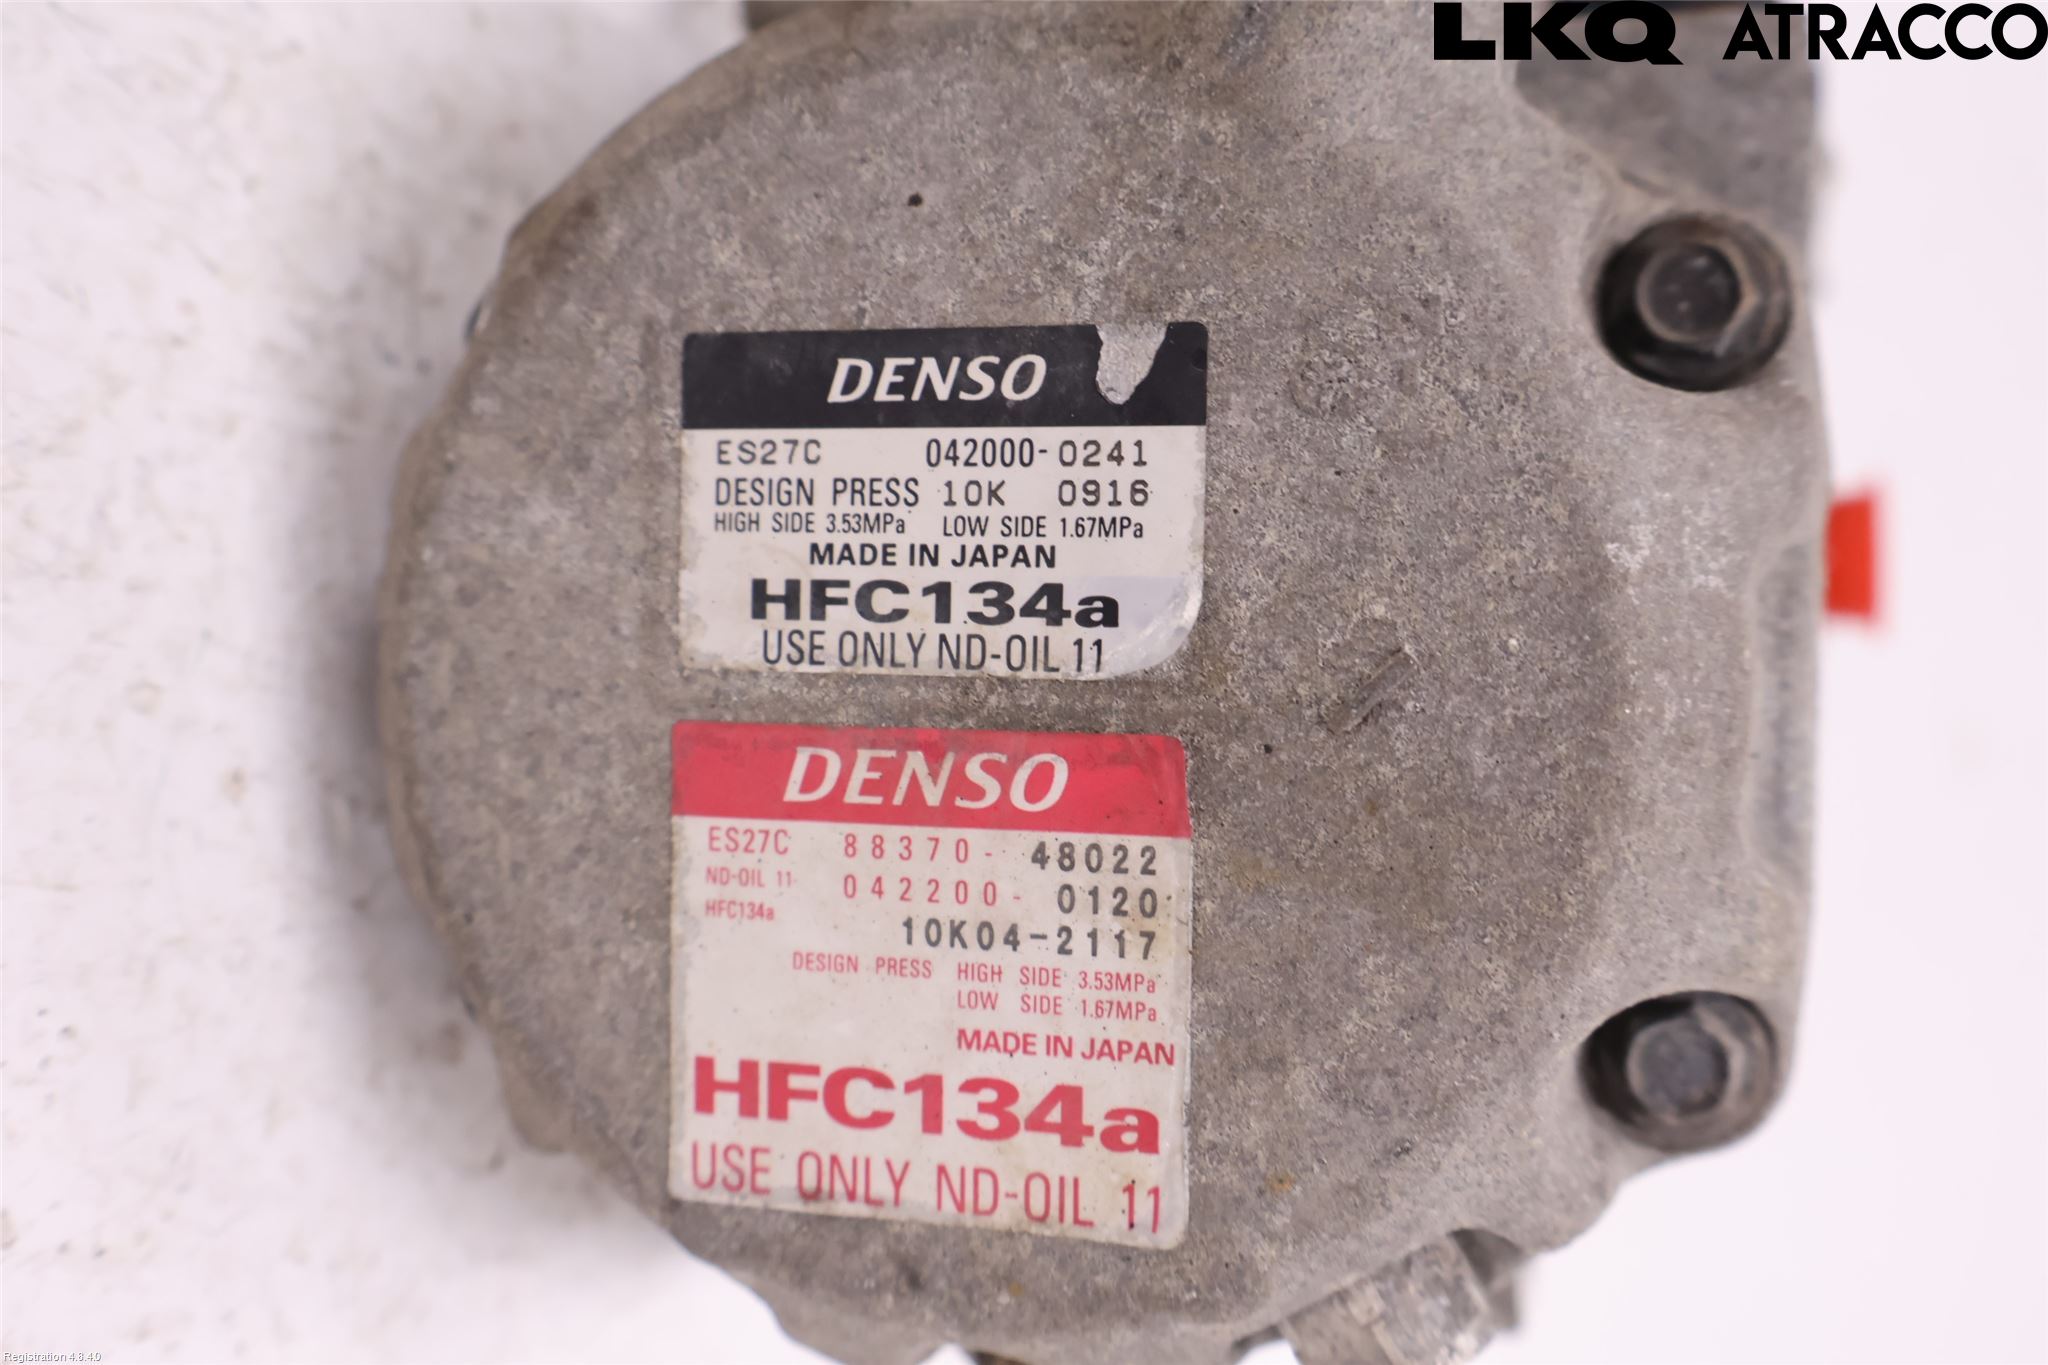 LKQ ATRACCO
DENSO
ES27C 042000-0241
DESIGN PRESS 10K 0916
HIGH SIDE 3.53MPa LOW SIDE 1.67MPa
MADE IN JAPAN
HFC134a
USE ONLY ND-OIL 11
DENSO
ES27C 88370-48022
ND-OIL 11 042200-0120
HFC134a 10K04-2117
DESIGN PRESS HIGH SIDE 3.53MPa
LOW SIDE 1.67MPa
MADE IN JAPAN
HFC134a
USE ONLY ND-OIL 11
Registration 4.8.4.0